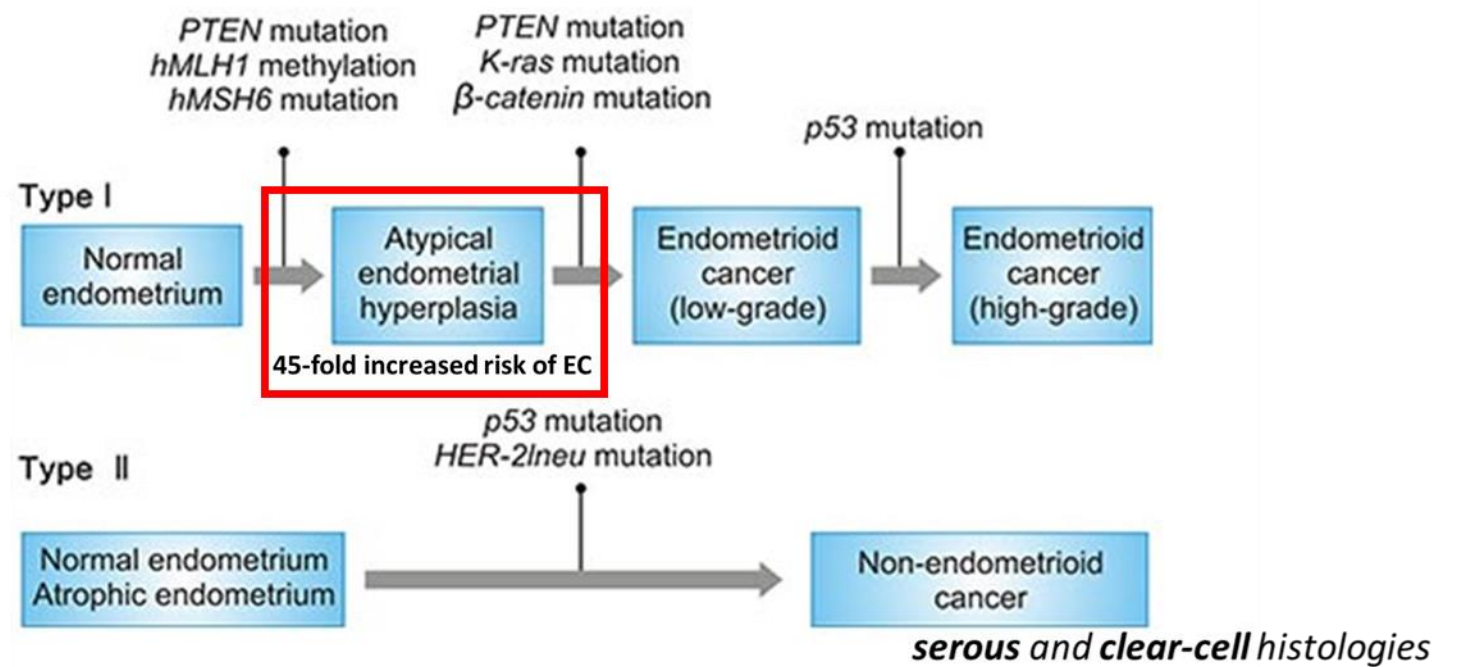 PTEN mutation
hMLH1 methylation
hMSH6 mutation
PTEN mutation
K-ras mutation
β-catenin mutation
p53 mutation
Type I
Normal
endometrium
Atypical
endometrial
hyperplasia
45-fold increased risk of EC
Endometrioid
cancer
(low-grade)
Endometrioid
cancer
(high-grade)
p53 mutation
HER-2lneu mutation
Type II
Normal endometrium
Atrophic endometrium
Non-endometrioid
cancer
serous and clear-cell histologies